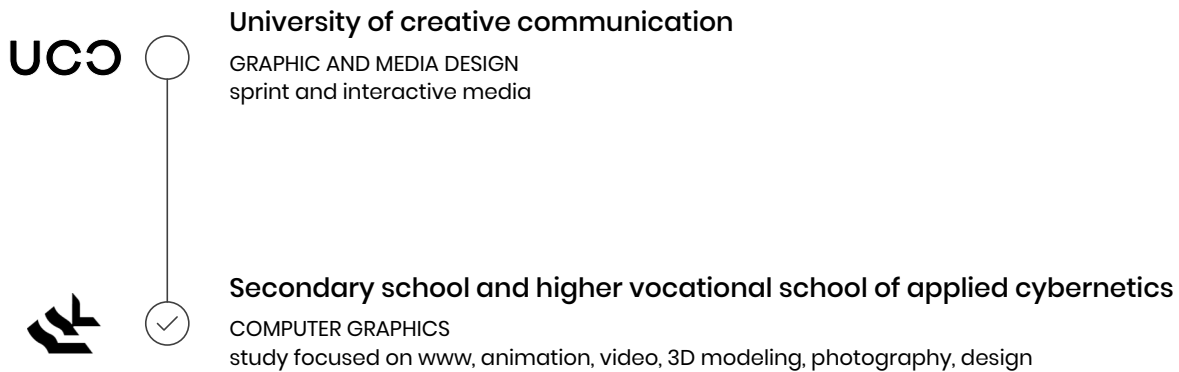 University of creative communication
UCC
GRAPHIC AND MEDIA DESIGN
sprint and interactive media
Secondary school and higher vocational school of applied cybernetics
COMPUTER GRAPHICS
study focused on www, animation, video, 3D modeling, photography, design